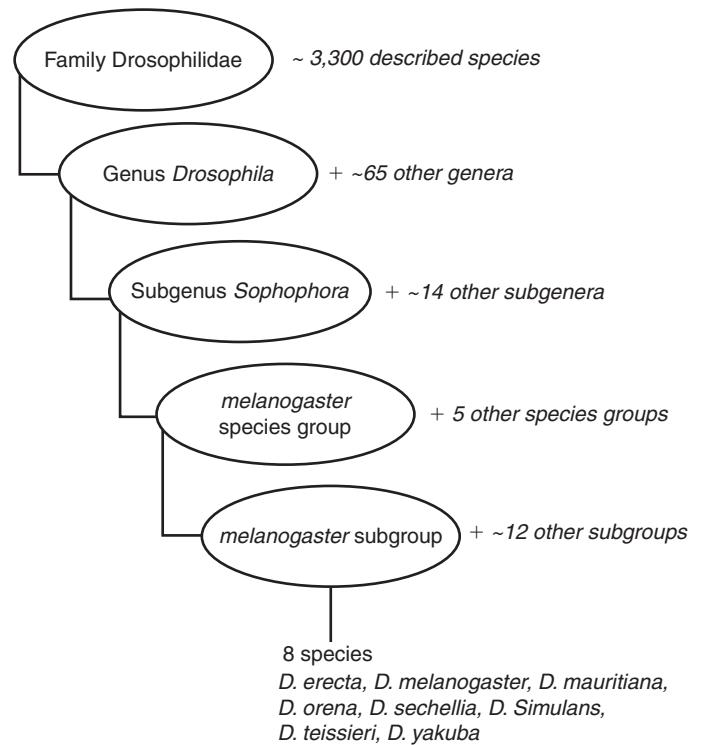 Family Drosophilidae ~ 3,300 described species
Genus Drosophila + ~65 other genera
Subgenus Sophophora + ~14 other subgenera
melanogaster
species group + 5 other species groups
melanogaster subgroup + ~12 other subgroups
8 species
D. erecta, D. melanogaster, D. mauritiana,
D. orena, D. sechellia, D. Simulans,
D. teissieri, D. yakuba